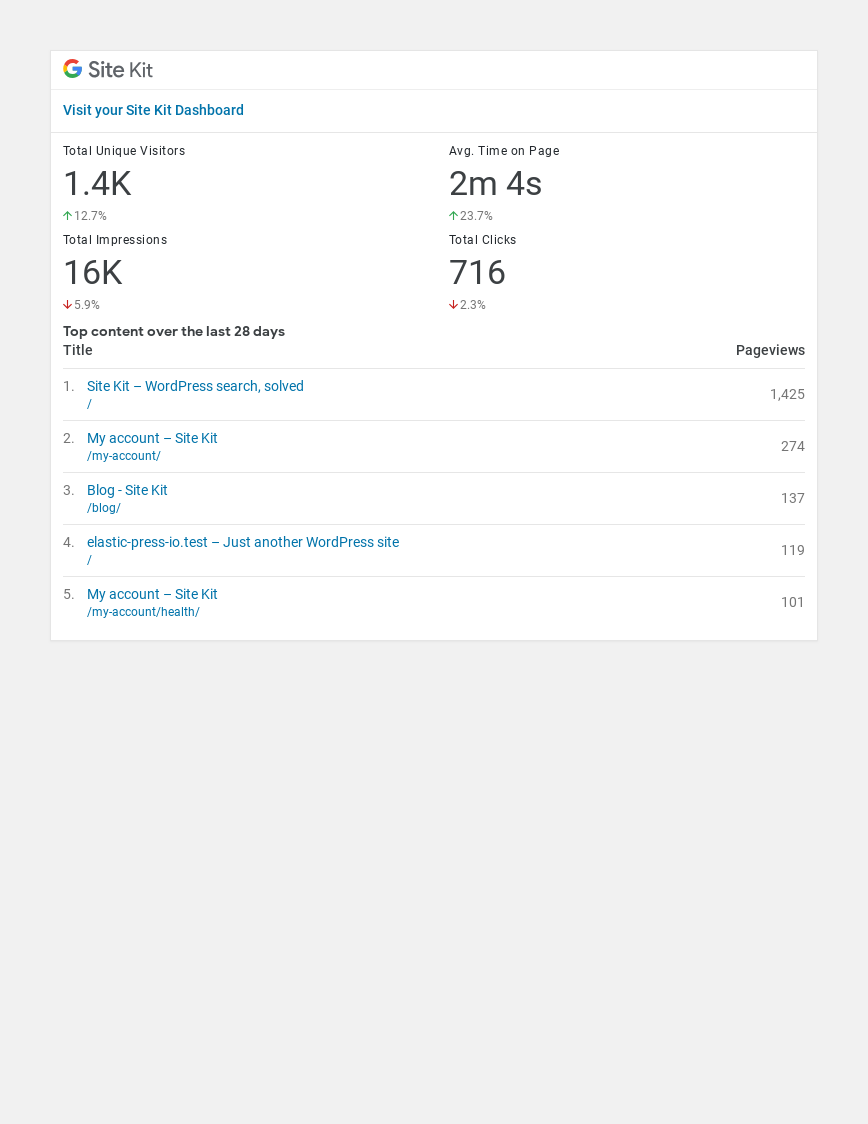 Site Kit
Visit your Site Kit Dashboard
Total Unique Visitors
1.4K
12.7%
Avg. Time on Page
2m 4s
23.7%
Total Impressions
16K
5.9%
Total Clicks
716
2.3%
Top content over the last 28 days
Title Pageviews
1. Site Kit – WordPress search, solved
/
1,425
2. My account – Site Kit
/my-account/
274
3. Blog - Site Kit
/blog/
137
4. elastic-press-io.test – Just another WordPress site
/
119
5. My account – Site Kit
/my-account/health/
101